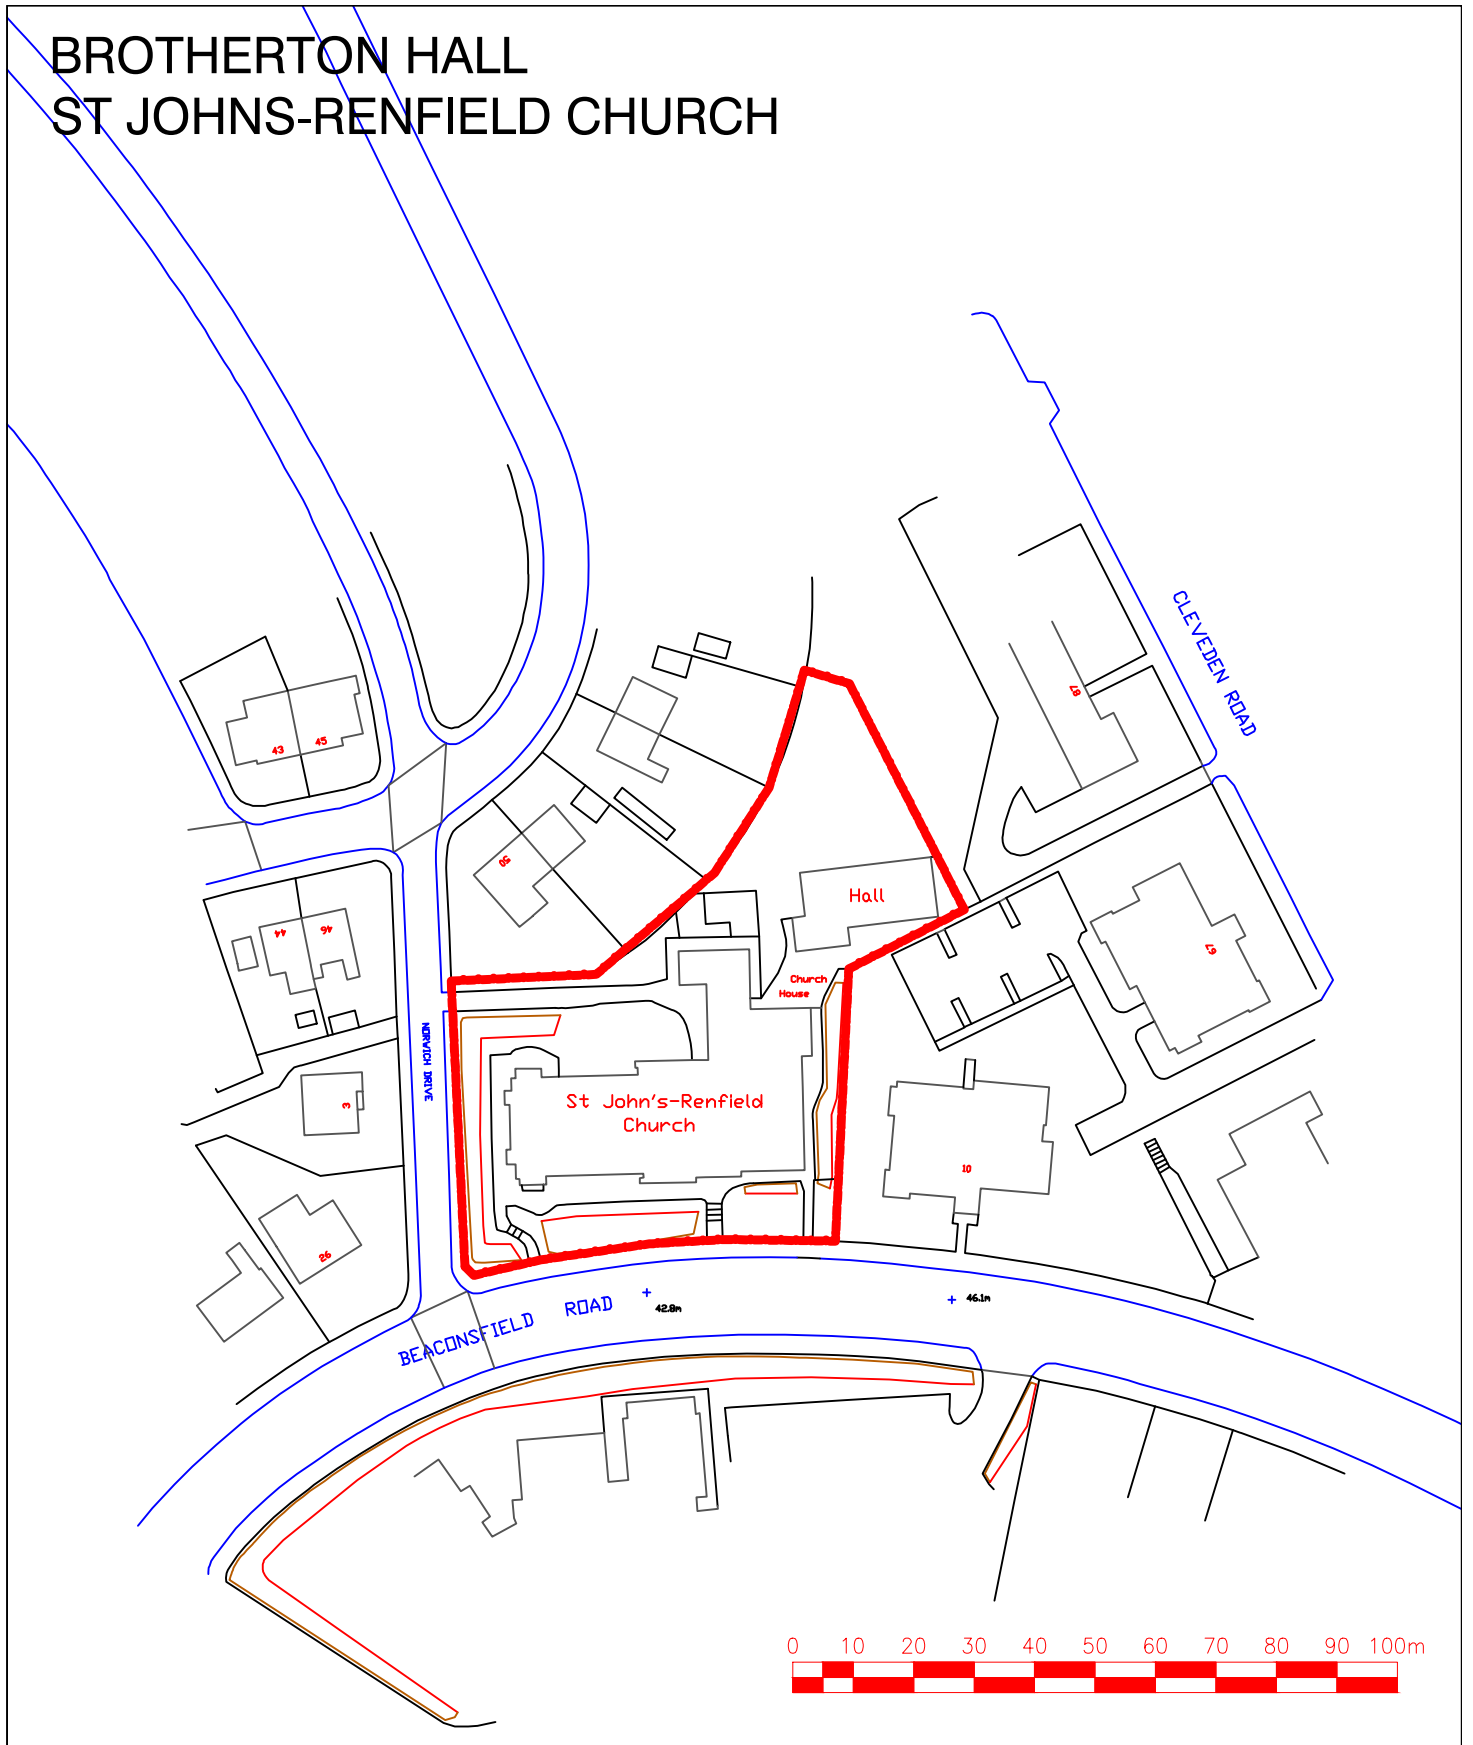 BROTHERTON HALL
ST JOHNS-RENFIELD CHURCH
CLEVEDEN ROAD
87
43
45
50
Hall
44
46
67
Church
House
NORWICH DRIVE
St John's-Renfield
Church
3
10
26
BEACONSFIELD ROAD
42.8m
46.1m
0 10 20 30 40 50 60 70 80 90 100m